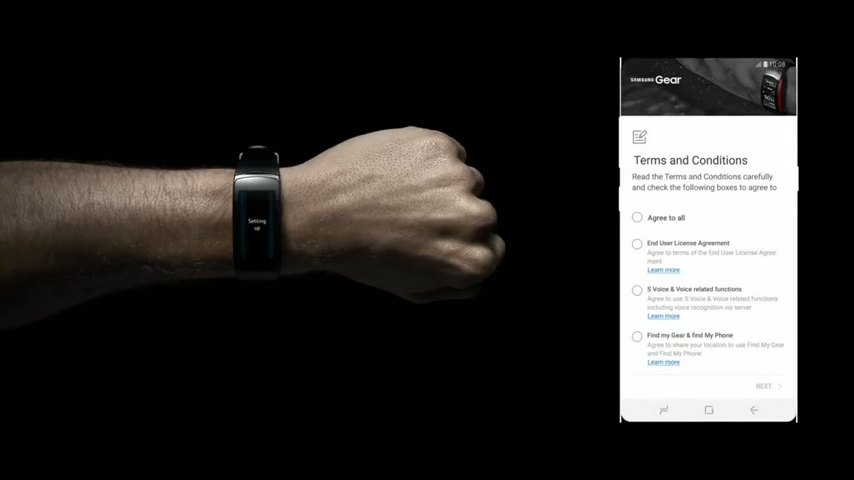 Setting
up
10:08
SAMSUNG Gear
Terms and Conditions
Read the Terms and Conditions carefully
and check the following boxes to agree to
Agree to all
End User License Agreement
Agree to terms of the End User License Agree-
ment
Learn more
S Voice & Voice related functions
Agree to use S Voice & Voice related functions
including voice recognition via server
Learn more
Find my Gear & find My Phone
Agree to share your location to use Find My Gear
and Find My Phone
Learn more
NEXT